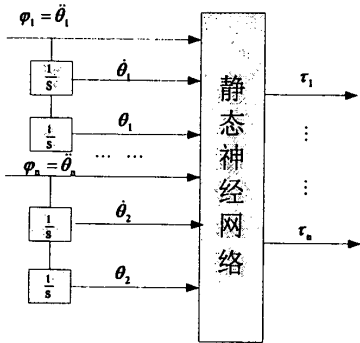 φ₁=θ̈₁
1/s
θ̇₁
1/s
θ₁
... ...
φₙ=θ̈ₙ
1/s
θ̇₂
1/s
θ₂
静态神经网络
τ₁
⋮
⋮
τₙ